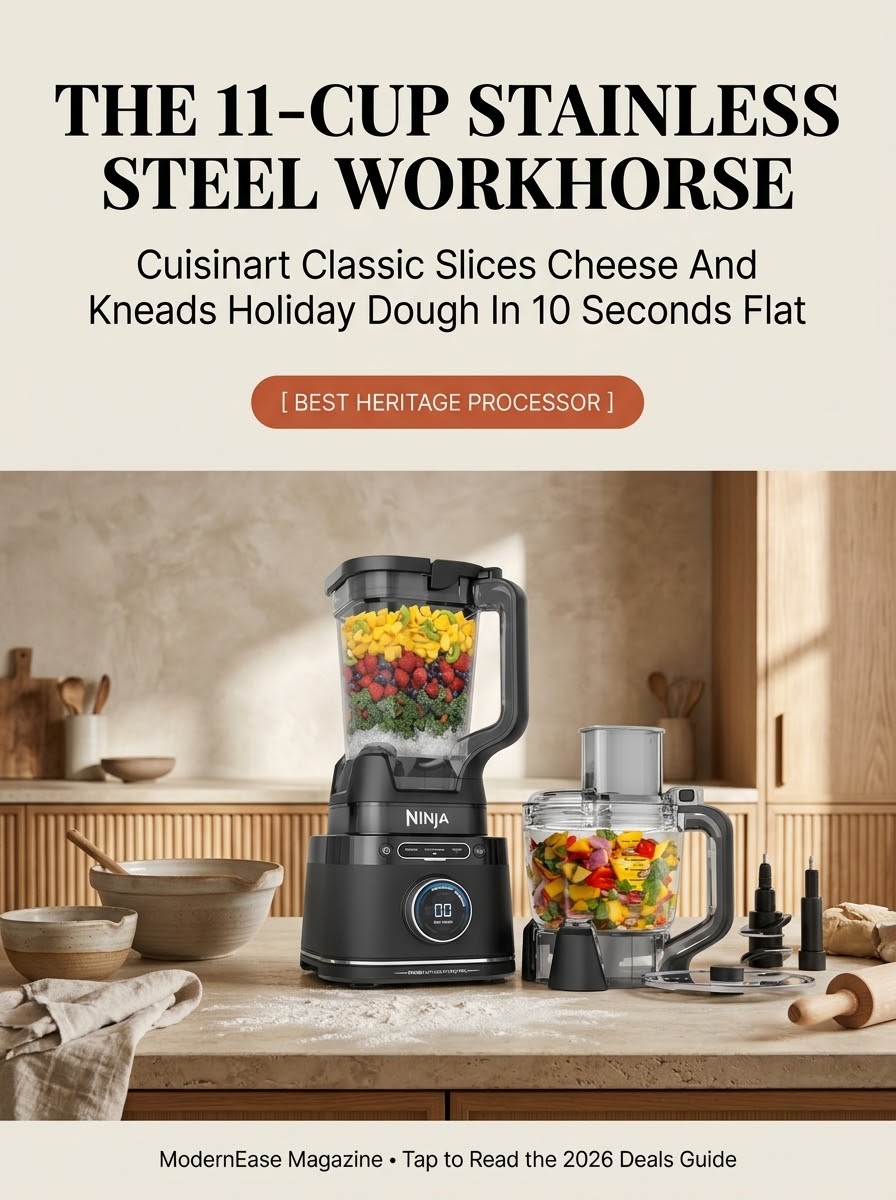 THE 11-CUP STAINLESS
STEEL WORKHORSE
Cuisinart Classic Slices Cheese And
Kneads Holiday Dough In 10 Seconds Flat
[ BEST HERITAGE PROCESSOR ]
NINJA
00
ModernEase Magazine • Tap to Read the 2026 Deals Guide